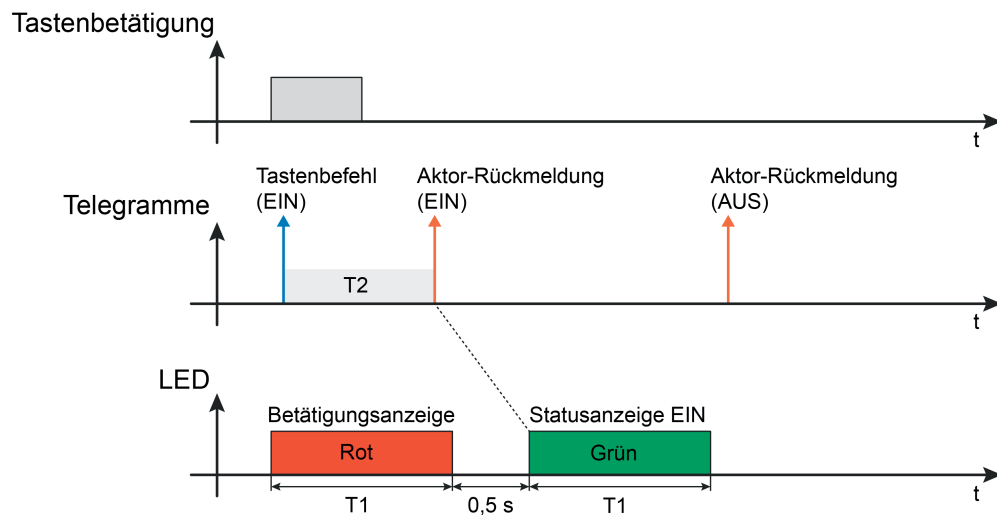 Tastenbetätigung
t
Tastenbefehl
(EIN)
Aktor-Rückmeldung
(EIN)
Aktor-Rückmeldung
(AUS)
Telegramme
T2
t
LED
Betätigungsanzeige
Statusanzeige EIN
Rot
Grün
t
T1
0,5 s
T1